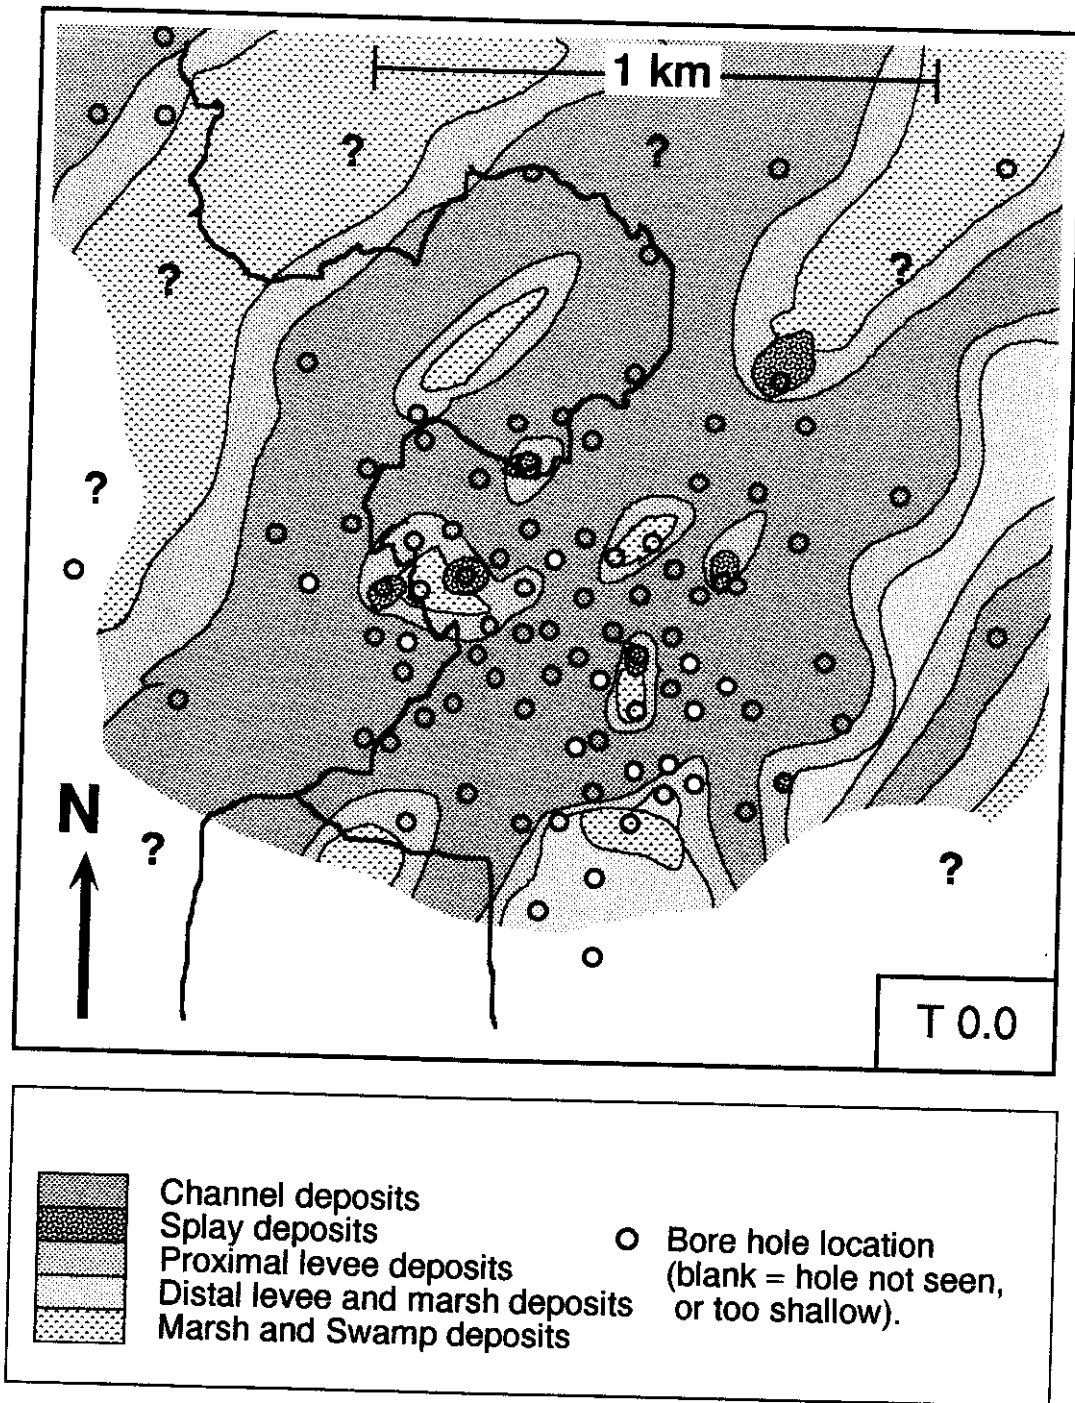 1 km
?
?
?
?
?
N
?
?
T 0.0
Channel deposits
Splay deposits
Proximal levee deposits
Distal levee and marsh deposits
Marsh and Swamp deposits
Bore hole location
(blank = hole not seen,
or too shallow).